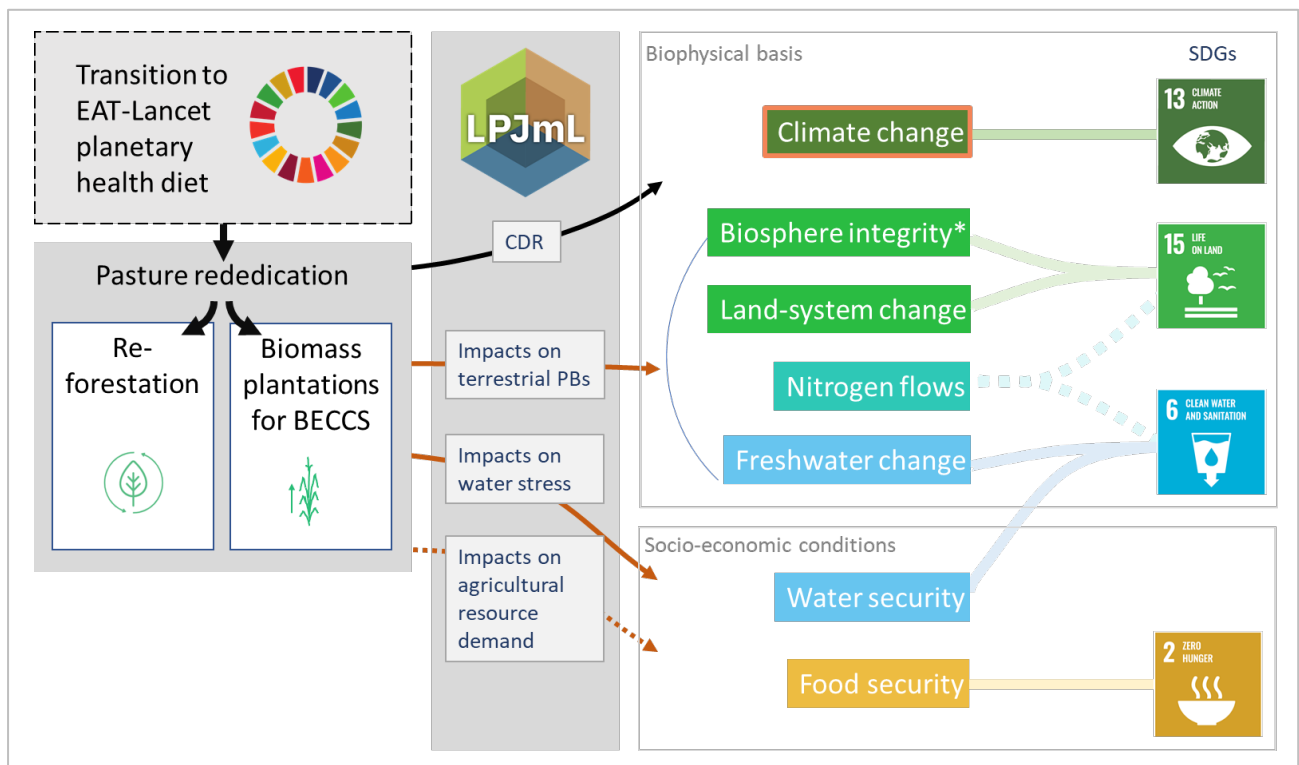 Transition to
EAT-Lancet
planetary
health diet
Pasture rededication
Re-
forestation
Biomass
plantations
for BECCS
LPJmL
CDR
Impacts on
terrestrial PBs
Impacts on
water stress
Impacts on
agricultural
resource
demand
Biophysical basis
SDGs
Climate change
13 CLIMATE
ACTION
Biosphere integrity*
Land-system change
15 LIFE
ON LAND
Nitrogen flows
Freshwater change
6 CLEAN WATER
AND SANITATION
Socio-economic conditions
Water security
Food security
2 ZERO
HUNGER